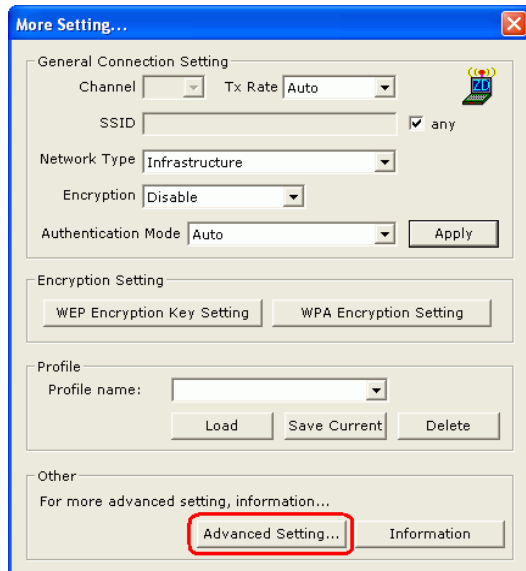 More Setting...
General Connection Setting
Channel Tx Rate Auto
ZD
SSID any
Network Type Infrastructure
Encryption Disable
Authentication Mode Auto Apply
Encryption Setting
WEP Encryption Key Setting WPA Encryption Setting
Profile
Profile name:
Load Save Current Delete
Other
For more advanced setting, information...
Advanced Setting... Information